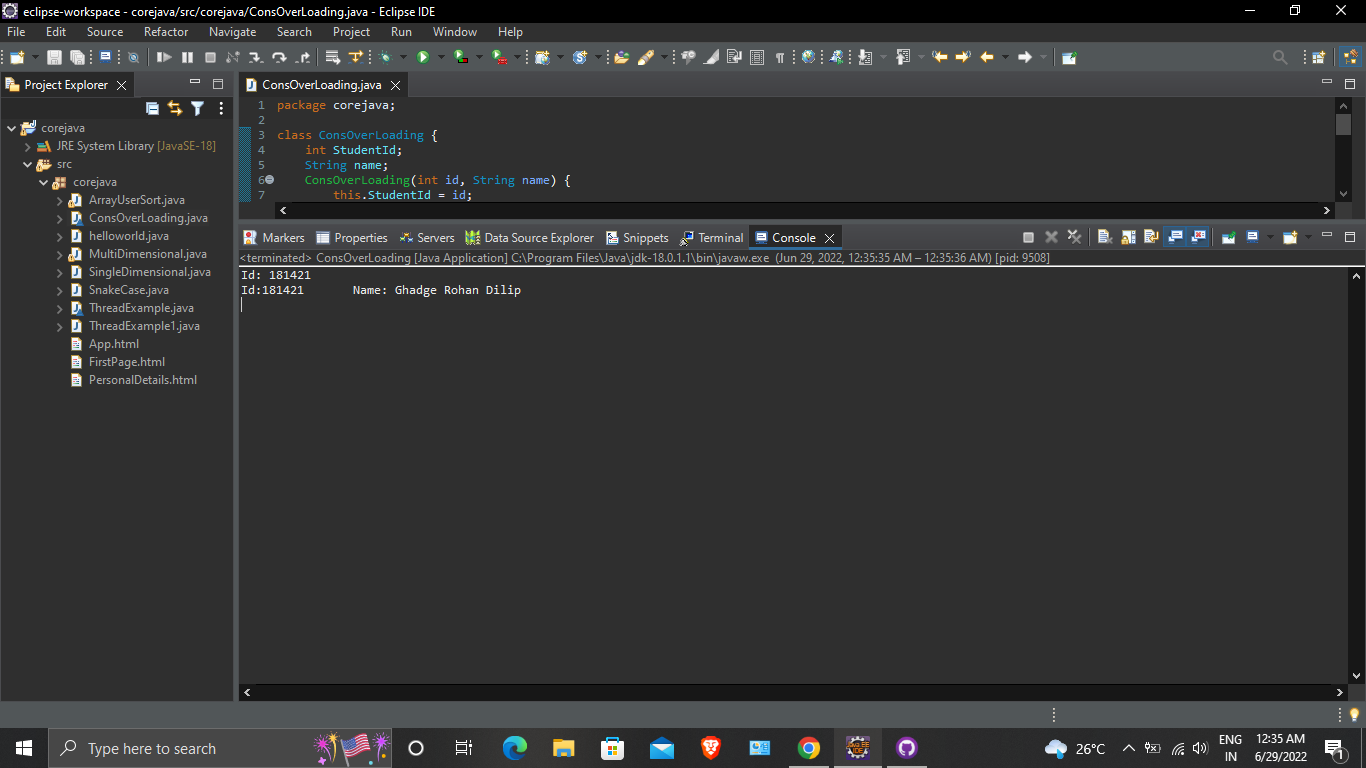 eclipse-workspace - corejava/src/corejava/ConsOverLoading.java - Eclipse IDE
File Edit Source Refactor Navigate Search Project Run Window Help
Project Explorer
corejava
JRE System Library [JavaSE-18]
src
corejava
ArrayUserSort.java
ConsOverLoading.java
helloworld.java
MultiDimensional.java
SingleDimensional.java
SnakeCase.java
ThreadExample.java
ThreadExample1.java
App.html
FirstPage.html
PersonalDetails.html
ConsOverLoading.java
1 package corejava;
2
3 class ConsOverLoading {
4 int StudentId;
5 String name;
6 ConsOverLoading(int id, String name) {
7 this.StudentId = id;
Markers Properties Servers Data Source Explorer Snippets Terminal Console
<terminated> ConsOverLoading [Java Application] C:\Program Files\Java\jdk-18.0.1.1\bin\javaw.exe (Jun 29, 2022, 12:35:35 AM – 12:35:36 AM) [pid: 9508]
Id: 181421
Id:181421 Name: Ghadge Rohan Dilip
Type here to search
26°C
ENG
IN
12:35 AM
6/29/2022
1